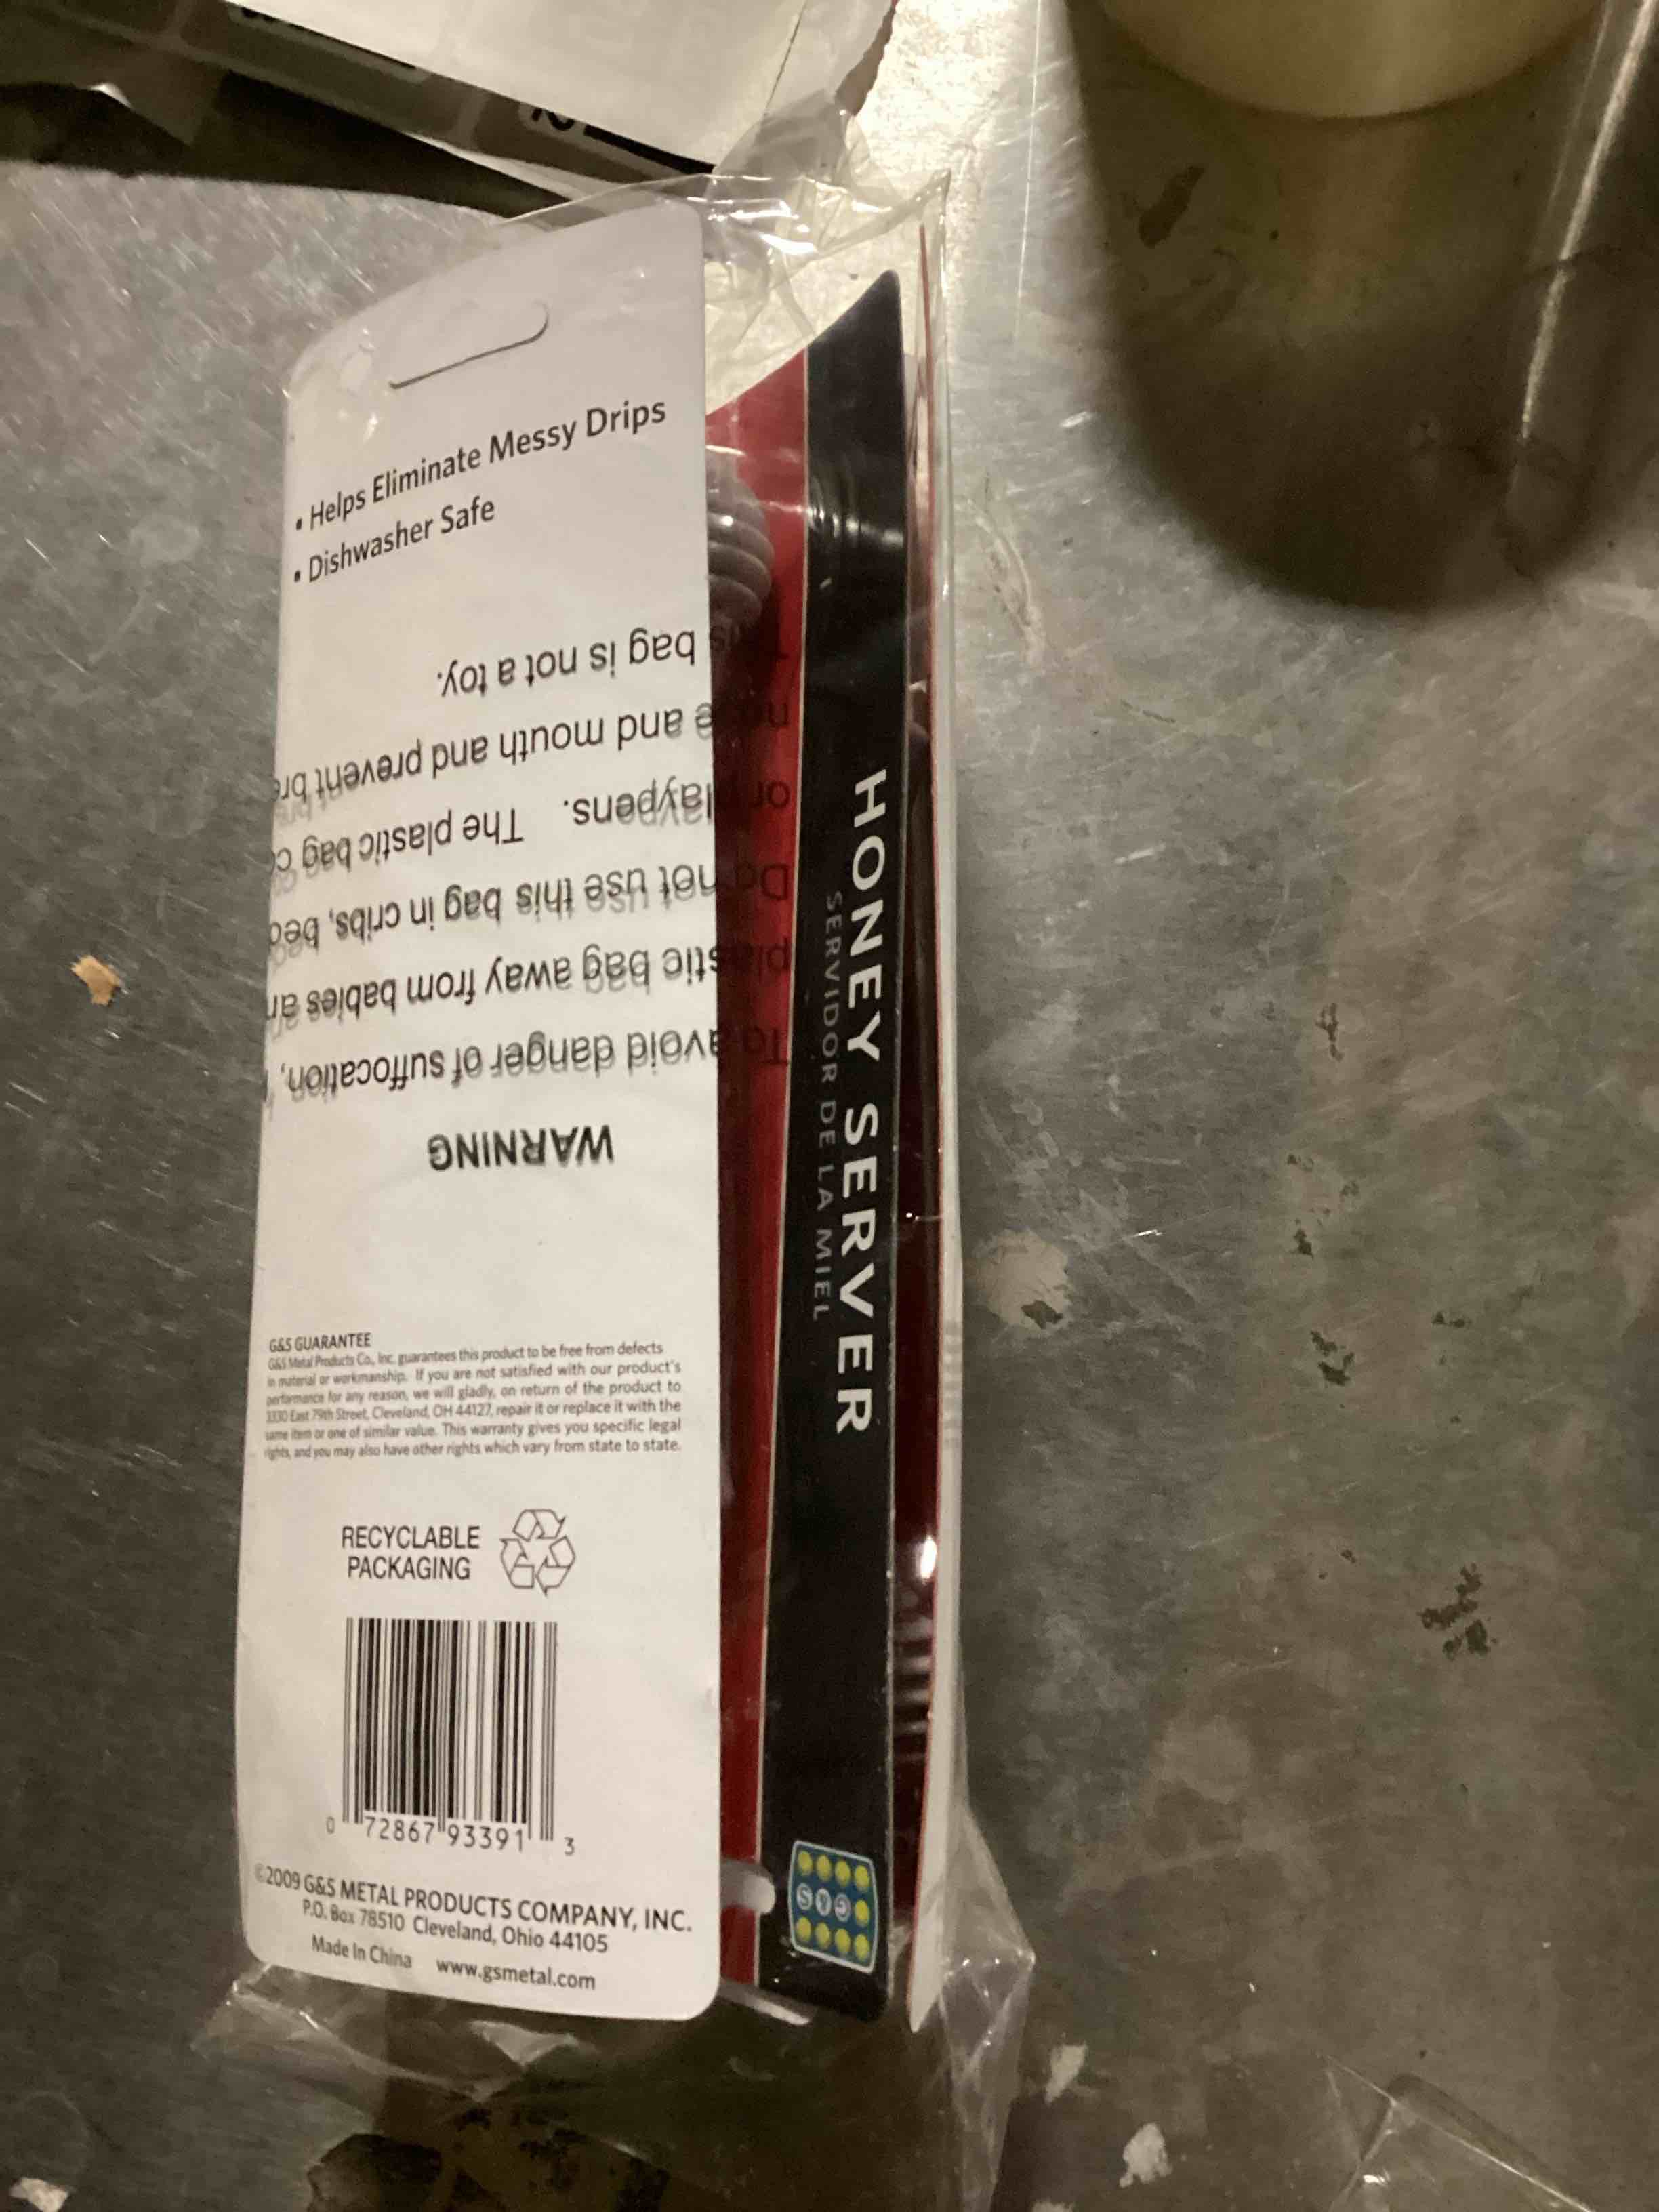 • Helps Eliminate Messy Drips
• Dishwasher Safe
WARNING
To avoid danger of suffocation,
plastic bag away from babies
Do not use this bag in cribs,
or playpens. The plastic bag
nose and mouth and prevent
This bag is not a toy.
G&S GUARANTEE
G&S Metal Products Co., Inc. guarantees this product to be free from defects
in material or workmanship. If you are not satisfied with our product's
performance for any reason, we will gladly, on return of the product to
3330 East 79th Street, Cleveland, OH 44127, repair it or replace it with the
same item or one of similar value. This warranty gives you specific legal
rights, and you may also have other rights which vary from state to state.
RECYCLABLE
PACKAGING
0 72867 93391 3
©2009 G&S METAL PRODUCTS COMPANY, INC.
P.O. Box 78510 Cleveland, Ohio 44105
Made In China www.gsmetal.com
HONEY SERVER
SERVIDOR DE LA MIEL
G&S